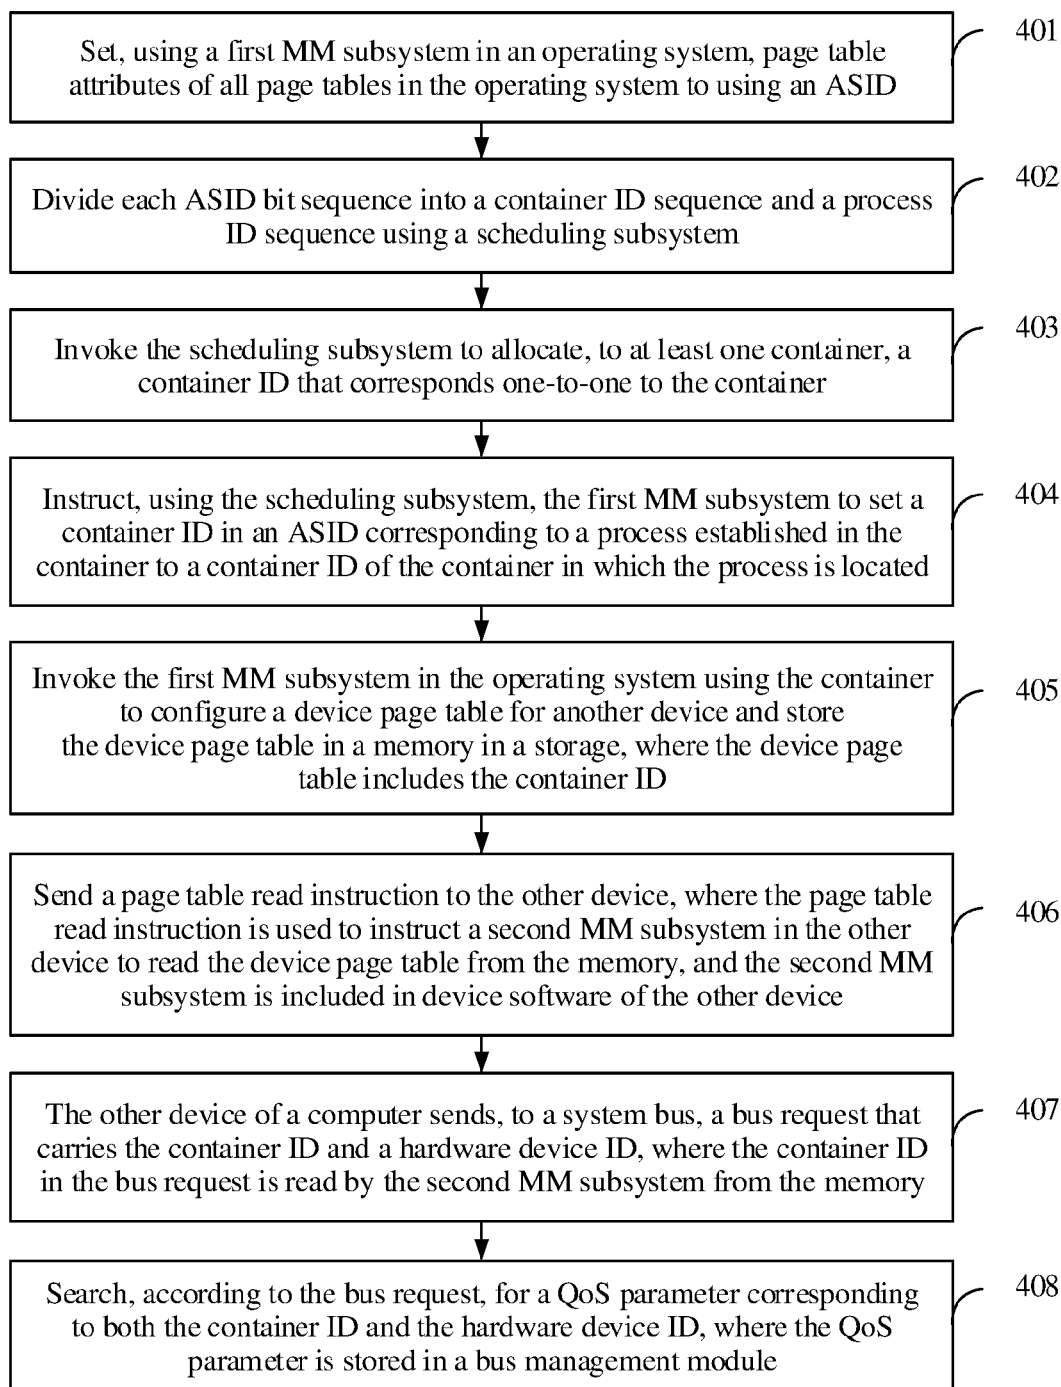 Set, using a first MM subsystem in an operating system, page table
attributes of all page tables in the operating system to using an ASID
401
Divide each ASID bit sequence into a container ID sequence and a process
ID sequence using a scheduling subsystem
402
Invoke the scheduling subsystem to allocate, to at least one container, a
container ID that corresponds one-to-one to the container
403
Instruct, using the scheduling subsystem, the first MM subsystem to set a
container ID in an ASID corresponding to a process established in the
container to a container ID of the container in which the process is located
404
Invoke the first MM subsystem in the operating system using the container
to configure a device page table for another device and store
the device page table in a memory in a storage, where the device page
table includes the container ID
405
Send a page table read instruction to the other device, where the page table
read instruction is used to instruct a second MM subsystem in the other
device to read the device page table from the memory, and the second MM
subsystem is included in device software of the other device
406
The other device of a computer sends, to a system bus, a bus request that
carries the container ID and a hardware device ID, where the container ID
in the bus request is read by the second MM subsystem from the memory
407
Search, according to the bus request, for a QoS parameter corresponding
to both the container ID and the hardware device ID, where the QoS
parameter is stored in a bus management module
408